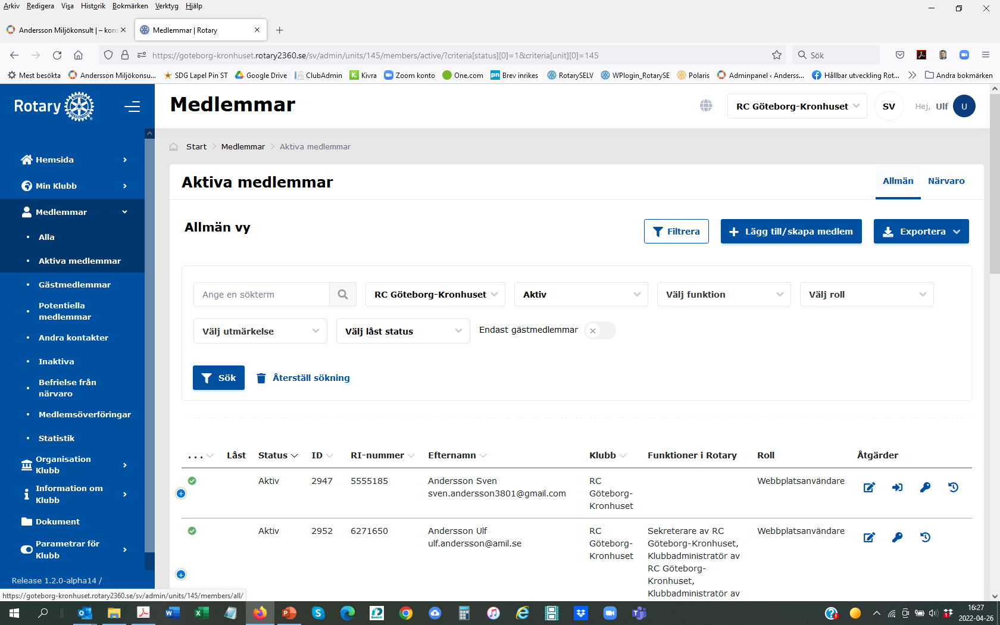 Arkiv Redigera Visa Historik Bokmärken Verktyg Hjälp
Andersson Miljökonsult | – kons
Medlemmar | Rotary
https://goteborg-kronhuset.rotary2360.se/sv/admin/units/145/members/active/?criteria[status][0]=1&criteria[unit][0]=145
Sök
Mest besökta Andersson Miljökonsu... SDG Lapel Pin ST Google Drive ClubAdmin Kivra Zoom konto One.com Brev inrikes RotarySELV WPlogin_RotarySE Polaris Adminpanel ‹ Anderss... Hållbar utveckling Rot... Andra bokmärken
Rotary
Medlemmar
RC Göteborg-Kronhuset
SV
Hej, Ulf
U
Start Medlemmar Aktiva medlemmar
Hemsida
Min Klubb
Medlemmar
Alla
Aktiva medlemmar
Gästmedlemmar
Potentiella
medlemmar
Andra kontakter
Inaktiva
Befrielse från
närvaro
Medlemsöverföringar
Statistik
Organisation
Klubb
Information om
Klubb
Dokument
Parametrar för
Klubb
Release 1.2.0-alpha14 /
Aktiva medlemmar
Allmän Närvaro
Allmän vy
Filtrera
Lägg till/skapa medlem
Exportera
Ange en sökterm
RC Göteborg-Kronhuset
Aktiv
Välj funktion
Välj roll
Välj utmärkelse
Välj låst status
Endast gästmedlemmar
Sök
Återställ sökning
... Låst Status ID RI-nummer Efternamn Klubb Funktioner i Rotary Roll Åtgärder
Aktiv 2947 5555185 Andersson Sven RC Webbplatsanvändare
sven.andersson3801@gmail.com Göteborg-
Kronhuset
Aktiv 2952 6271650 Andersson Ulf RC Sekreterare av RC Webbplatsanvändare
ulf.andersson@amil.se Göteborg- Göteborg-Kronhuset,
Kronhuset Klubbadministratör av
RC Göteborg-
Kronhuset,
Klubbadministratör av
https://goteborg-kronhuset.rotary2360.se/sv/admin/units/145/members/all/
16:27
2022-04-26